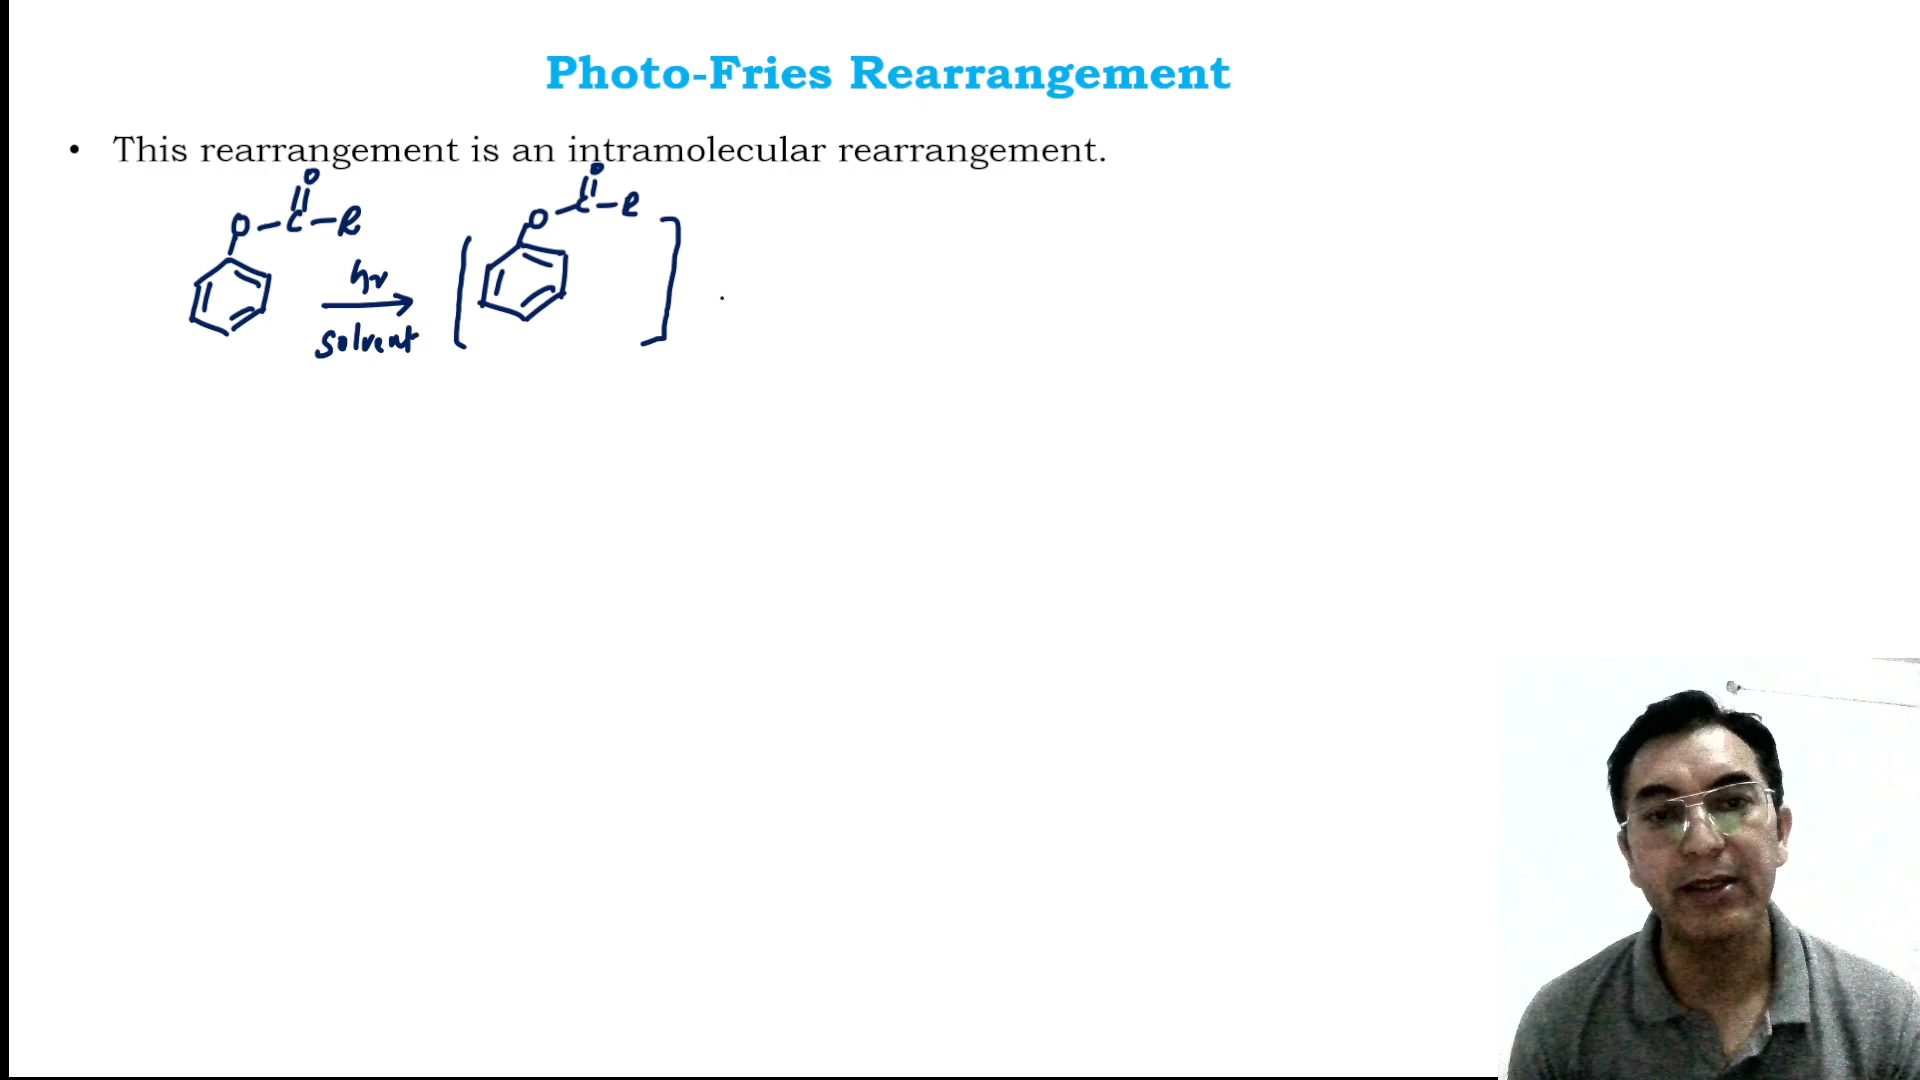 Photo-Fries Rearrangement
• This rearrangement is an intramolecular rearrangement.
O
O
O-C-R
O-C-R
hν
solvent